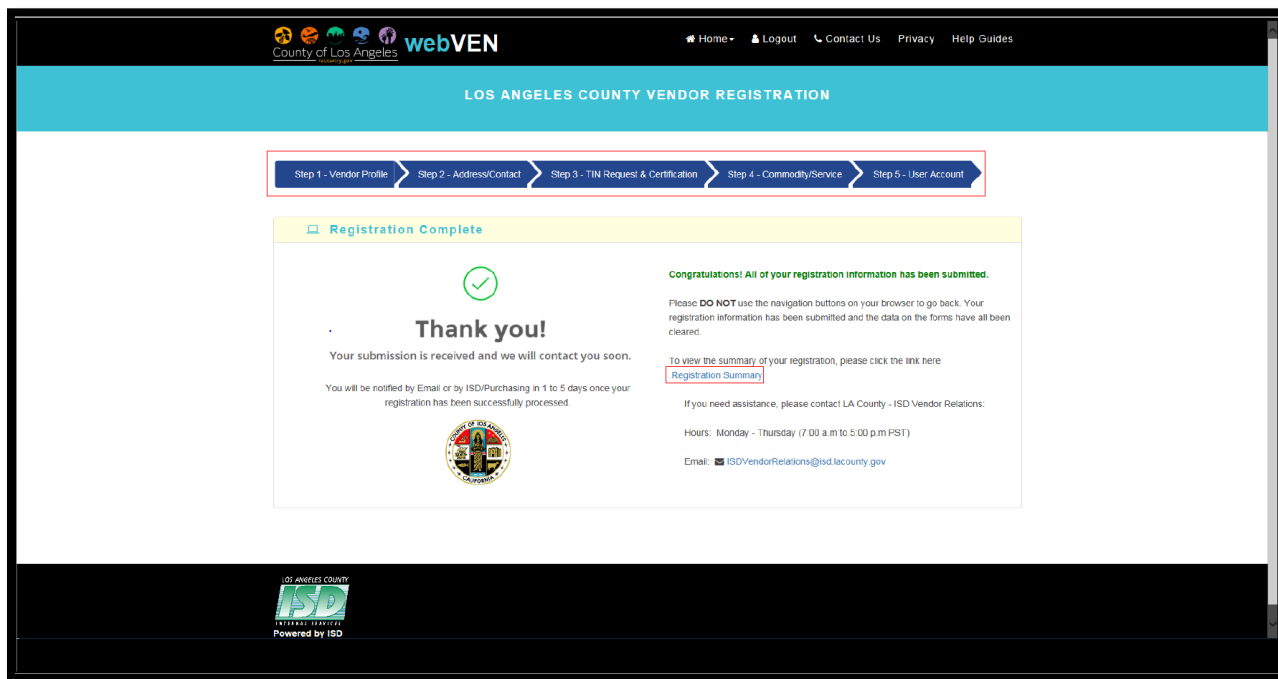 County of Los Angeles
lacounty.gov
webVEN
Home
Logout
Contact Us
Privacy
Help Guides
LOS ANGELES COUNTY VENDOR REGISTRATION
Step 1 - Vendor Profile
Step 2 - Address/Contact
Step 3 - TIN Request & Certification
Step 4 - Commodity/Service
Step 5 - User Account
Registration Complete
Thank you!
Your submission is received and we will contact you soon.
You will be notified by Email or by ISD/Purchasing in 1 to 5 days once your
registration has been successfully processed.
COUNTY OF LOS ANGELES
CALIFORNIA
Congratulations! All of your registration information has been submitted.
Please DO NOT use the navigation buttons on your browser to go back. Your
registration information has been submitted and the data on the forms have all been
cleared.
To view the summary of your registration, please click the link here
Registration Summary
If you need assistance, please contact LA County - ISD Vendor Relations:
Hours: Monday - Thursday (7:00 a.m to 5:00 p.m PST)
Email: ISDVendorRelations@isd.lacounty.gov
LOS ANGELES COUNTY
ISD
INTERNAL SERVICES
Powered by ISD